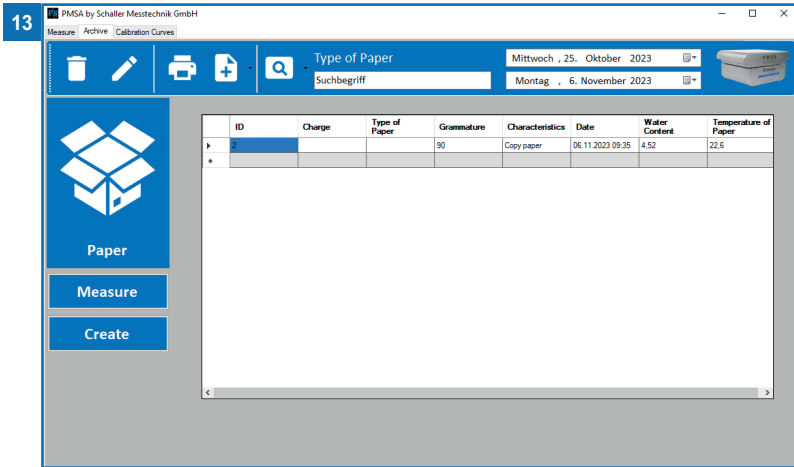 13
PMSA by Schaller Messtechnik GmbH
Measure Archive Calibration Curves
Type of Paper
Suchbegriff
Mittwoch , 25. Oktober 2023
Montag , 6. November 2023
PMSA
Paper
Measure
Create
ID Charge Type of Paper Grammature Characteristics Date Water Content Temperature of Paper
2 90 Copy paper 06.11.2023 09:35 4,52 22,6